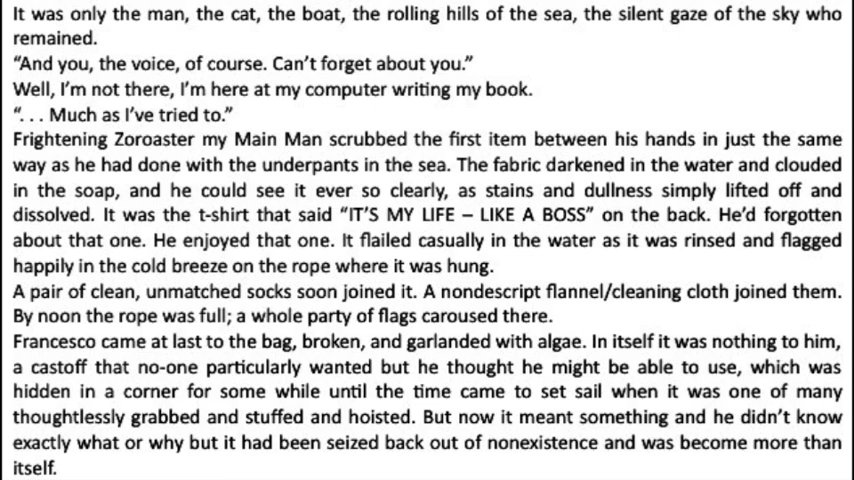 It was only the man, the cat, the boat, the rolling hills of the sea, the silent gaze of the sky who
remained.
“And you, the voice, of course. Can’t forget about you.”
Well, I’m not there, I’m here at my computer writing my book.
“. . . Much as I’ve tried to.”
Frightening Zoroaster my Main Man scrubbed the first item between his hands in just the same
way as he had done with the underpants in the sea. The fabric darkened in the water and clouded
in the soap, and he could see it ever so clearly, as stains and dullness simply lifted off and
dissolved. It was the t-shirt that said “IT’S MY LIFE – LIKE A BOSS” on the back. He’d forgotten
about that one. He enjoyed that one. It flailed casually in the water as it was rinsed and flagged
happily in the cold breeze on the rope where it was hung.
A pair of clean, unmatched socks soon joined it. A nondescript flannel/cleaning cloth joined them.
By noon the rope was full; a whole party of flags caroused there.
Francesco came at last to the bag, broken, and garlanded with algae. In itself it was nothing to him,
a castoff that no-one particularly wanted but he thought he might be able to use, which was
hidden in a corner for some while until the time came to set sail when it was one of many
thoughtlessly grabbed and stuffed and hoisted. But now it meant something and he didn’t know
exactly what or why but it had been seized back out of nonexistence and was become more than
itself.